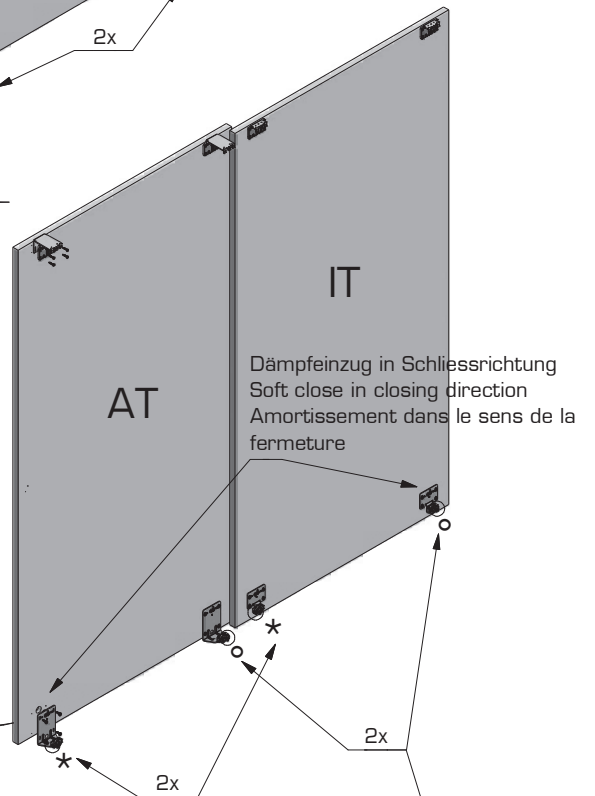 2x
IT
Dämpfeinzug in Schliessrichtung
Soft close in closing direction
Amortissement dans le sens de la
fermeture
AT
2x
2x